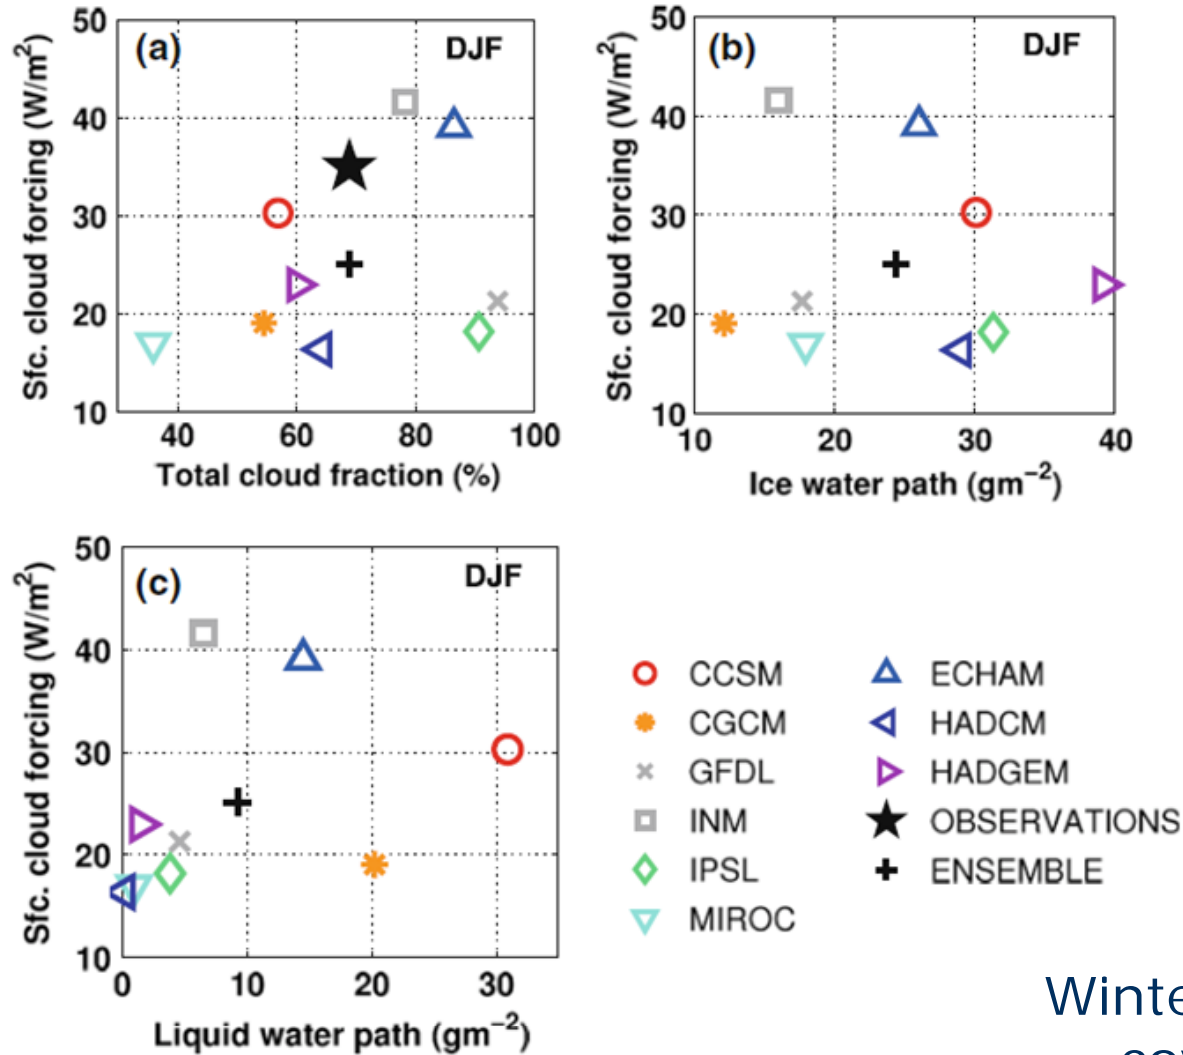 (a) DJF
50
40
30
20
10
Sfc. cloud forcing (W/m²)
40 60 80 100
Total cloud fraction (%)
(b) DJF
50
40
30
20
10
Sfc. cloud forcing (W/m²)
10 20 30 40
Ice water path (gm⁻²)
(c) DJF
50
40
30
20
10
Sfc. cloud forcing (W/m²)
0 10 20 30
Liquid water path (gm⁻²)
CCSM
CGCM
GFDL
INM
IPSL
MIROC
ECHAM
HADCM
HADGEM
OBSERVATIONS
ENSEMBLE
Winte